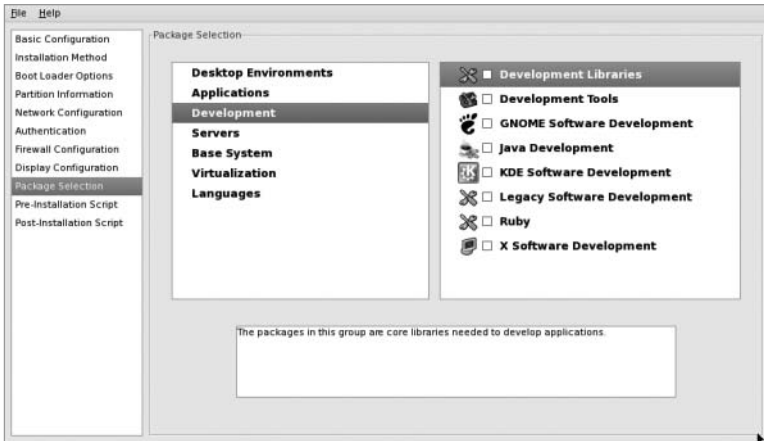 File Help
Basic Configuration
Installation Method
Boot Loader Options
Partition Information
Network Configuration
Authentication
Firewall Configuration
Display Configuration
Package Selection
Pre-Installation Script
Post-Installation Script
Package Selection
Desktop Environments
Applications
Development
Servers
Base System
Virtualization
Languages
Development Libraries
Development Tools
GNOME Software Development
Java Development
KDE Software Development
Legacy Software Development
Ruby
X Software Development
The packages in this group are core libraries needed to develop applications.